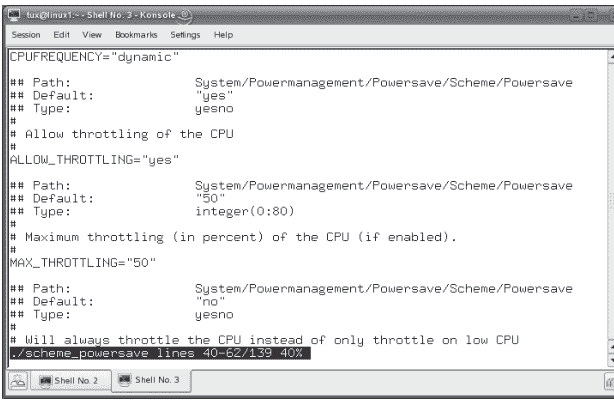 tux@linux1:~ - Shell No. 3 - Konsole
Session Edit View Bookmarks Settings Help
CPUFREQUENCY="dynamic"
## Path: System/Powermanagement/Powersave/Scheme/Powersave
## Default: "yes"
## Type: yesno
#
# Allow throttling of the CPU
#
ALLOW_THROTTLING="yes"
## Path: System/Powermanagement/Powersave/Scheme/Powersave
## Default: "50"
## Type: integer(0:80)
#
# Maximum throttling (in percent) of the CPU (if enabled).
#
MAX_THROTTLING="50"
## Path: System/Powermanagement/Powersave/Scheme/Powersave
## Default: "no"
## Type: yesno
#
# Will always throttle the CPU instead of only throttle on low CPU
./scheme_powersave lines 40-62/139 40%
Shell No. 2 Shell No. 3